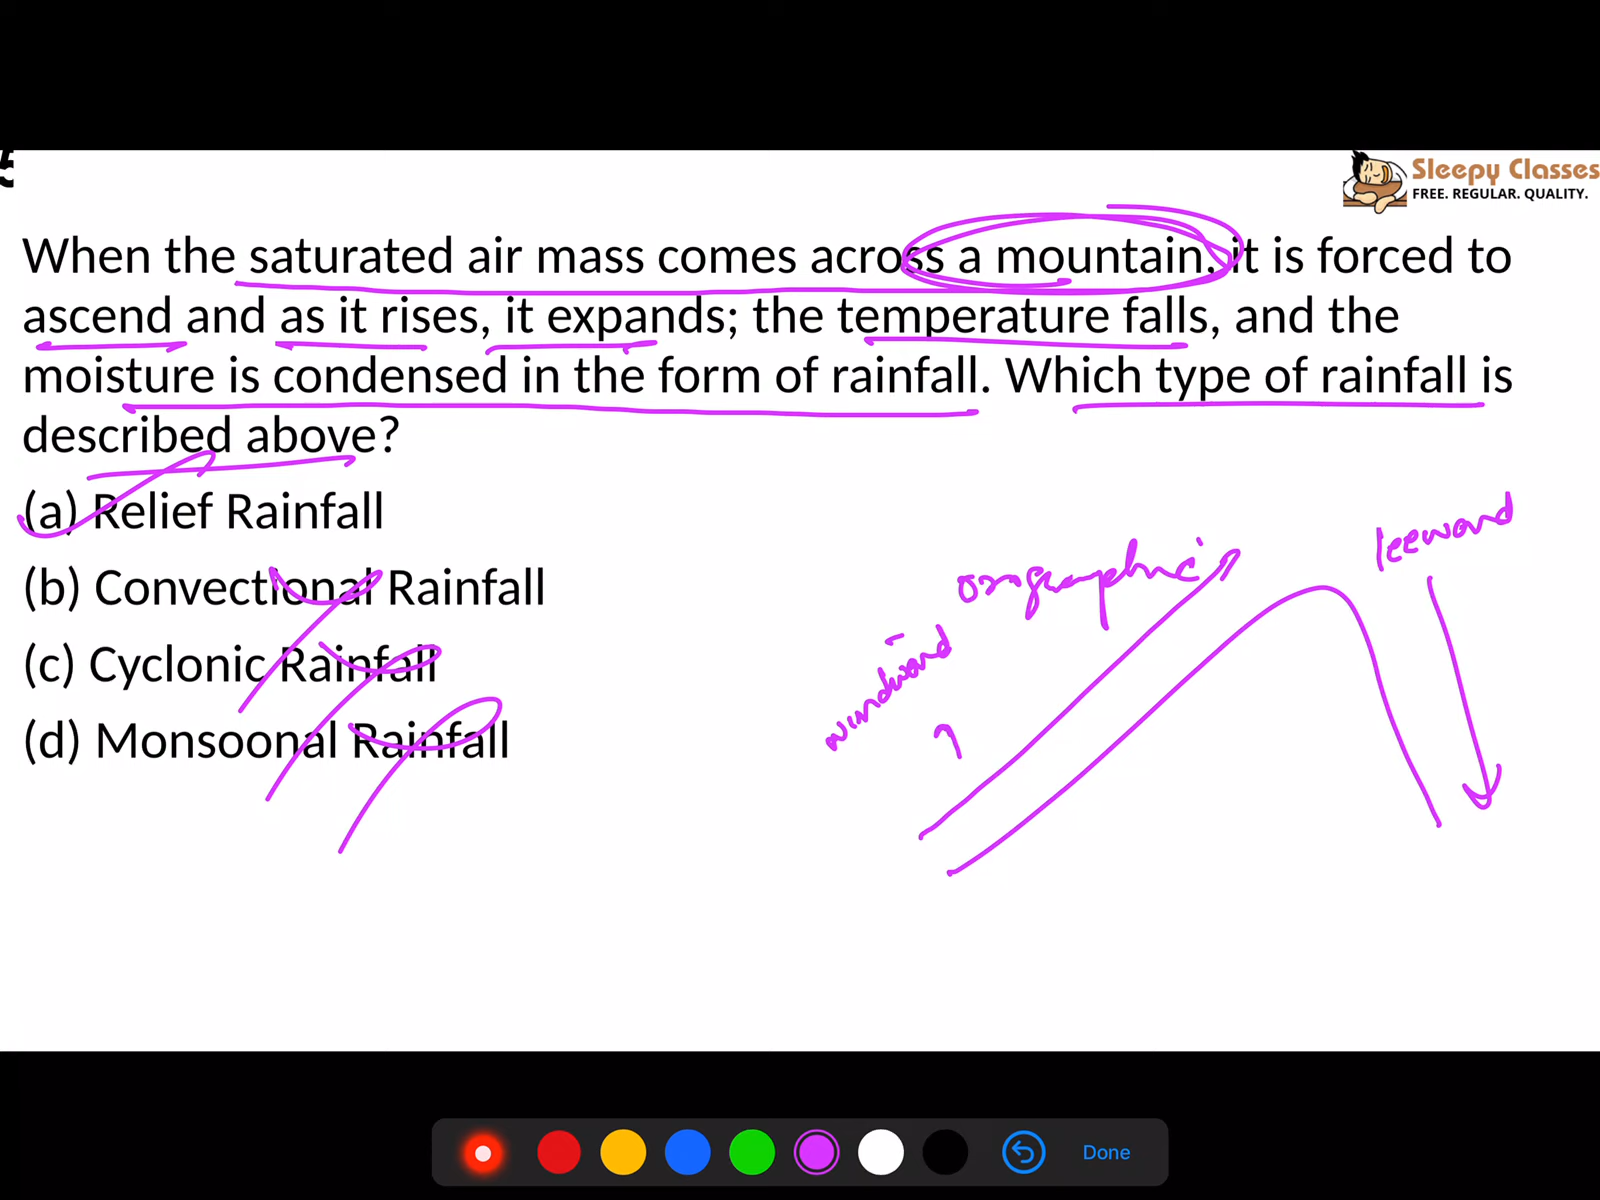 5
Sleepy Classes
FREE. REGULAR. QUALITY.
When the saturated air mass comes across a mountain, it is forced to
ascend and as it rises, it expands; the temperature falls, and the
moisture is condensed in the form of rainfall. Which type of rainfall is
described above?
(a) Relief Rainfall
(b) Convectional Rainfall
(c) Cyclonic Rainfall
(d) Monsoonal Rainfall
orographic
leeward
windward
Done